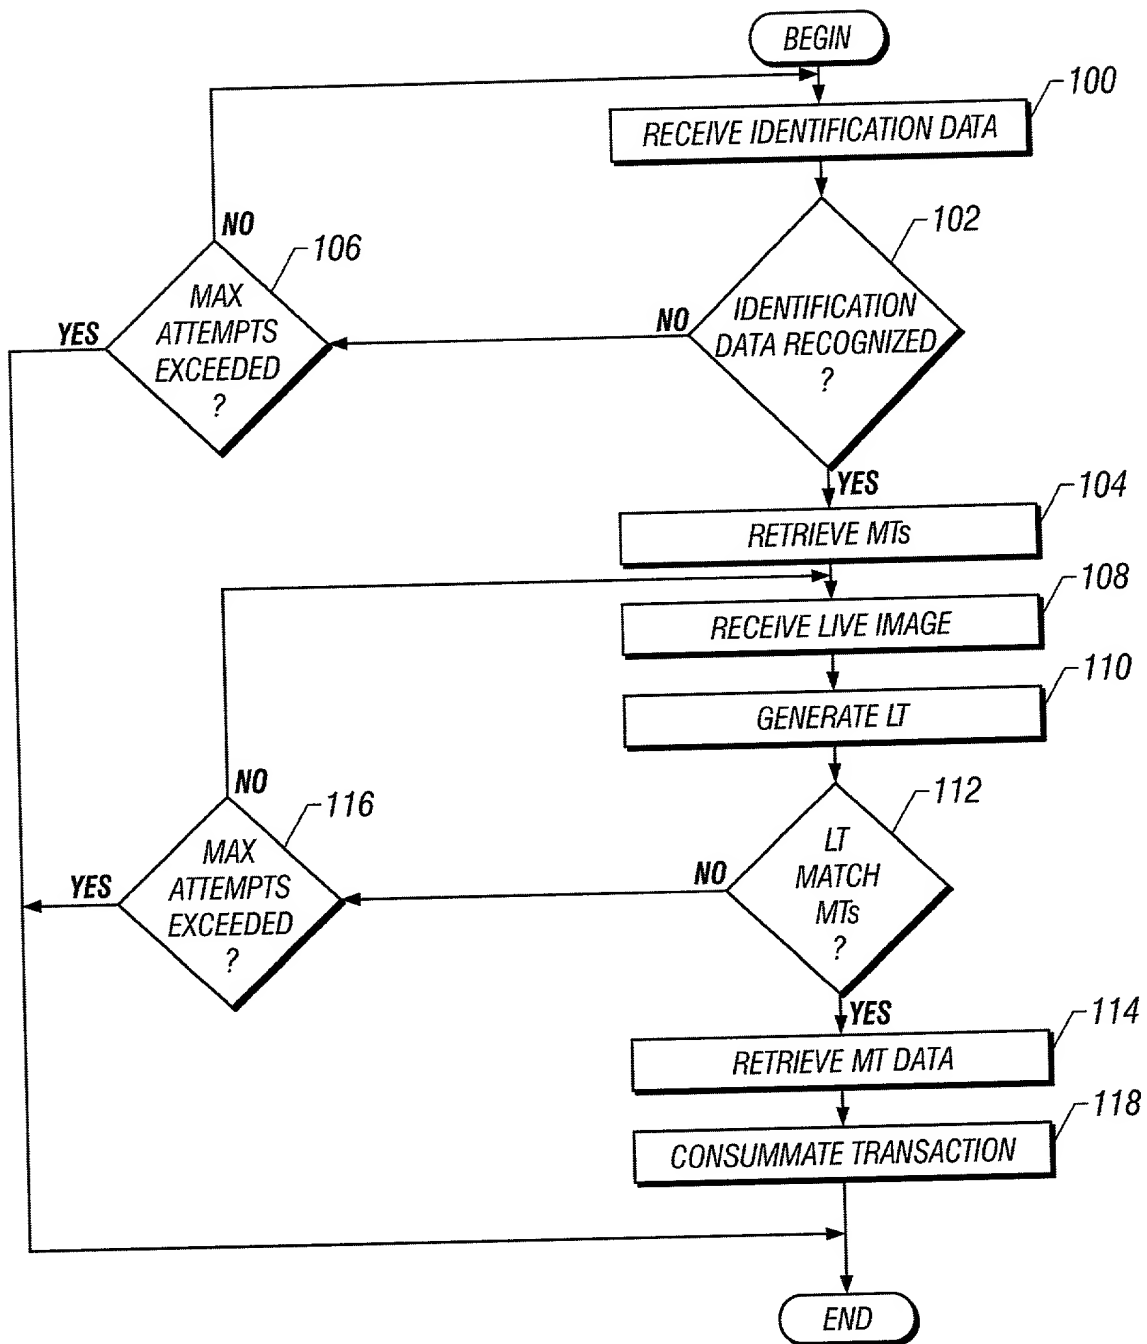 BEGIN
100
RECEIVE IDENTIFICATION DATA
NO
106
102
MAX
ATTEMPTS
EXCEEDED
?
YES
NO
IDENTIFICATION
DATA RECOGNIZED
?
YES
104
RETRIEVE MTs
108
RECEIVE LIVE IMAGE
110
GENERATE LT
NO
116
112
MAX
ATTEMPTS
EXCEEDED
?
YES
NO
LT
MATCH
MTs
?
YES
114
RETRIEVE MT DATA
118
CONSUMMATE TRANSACTION
END